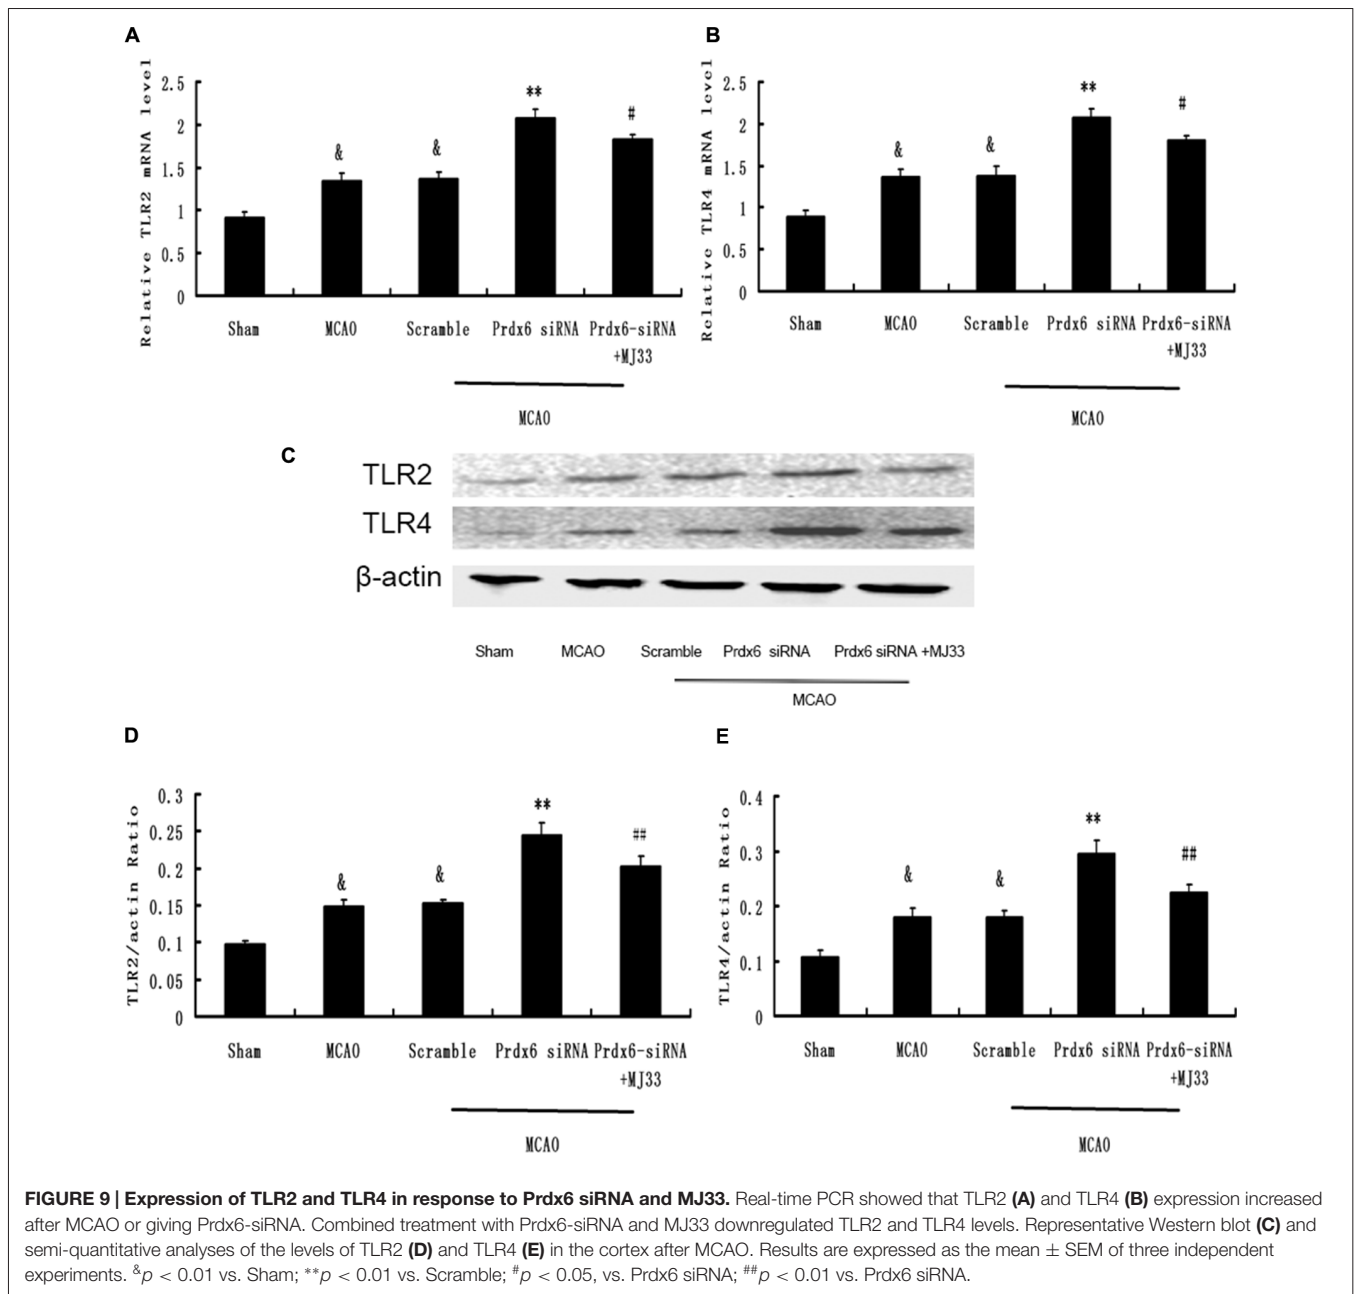 A
Relative TLR2 mRNA level
2.5
2
1.5
1
0.5
0
&
&
**
#
Sham
MCAO
Scramble
Prdx6 siRNA
Prdx6-siRNA
+MJ33
MCAO
B
Relative TLR4 mRNA level
2.5
2
1.5
1
0.5
0
&
&
**
#
Sham
MCAO
Scramble
Prdx6 siRNA
Prdx6-siRNA
+MJ33
MCAO
C
TLR2
TLR4
β-actin
Sham
MCAO
Scramble
Prdx6 siRNA
Prdx6 siRNA +MJ33
MCAO
D
TLR2/actin Ratio
0.3
0.25
0.2
0.15
0.1
0.05
0
&
&
**
##
Sham
MCAO
Scramble
Prdx6 siRNA
Prdx6-siRNA
+MJ33
MCAO
E
TLR4/actin Ratio
0.4
0.3
0.2
0.1
0
&
&
**
##
Sham
MCAO
Scramble
Prdx6 siRNA
Prdx6-siRNA
+MJ33
MCAO
FIGURE 9 | Expression of TLR2 and TLR4 in response to Prdx6 siRNA and MJ33. Real-time PCR showed that TLR2 (A) and TLR4 (B) expression increased
after MCAO or giving Prdx6-siRNA. Combined treatment with Prdx6-siRNA and MJ33 downregulated TLR2 and TLR4 levels. Representative Western blot (C) and
semi-quantitative analyses of the levels of TLR2 (D) and TLR4 (E) in the cortex after MCAO. Results are expressed as the mean ± SEM of three independent
experiments. &p < 0.01 vs. Sham; **p < 0.01 vs. Scramble; #p < 0.05, vs. Prdx6 siRNA; ##p < 0.01 vs. Prdx6 siRNA.